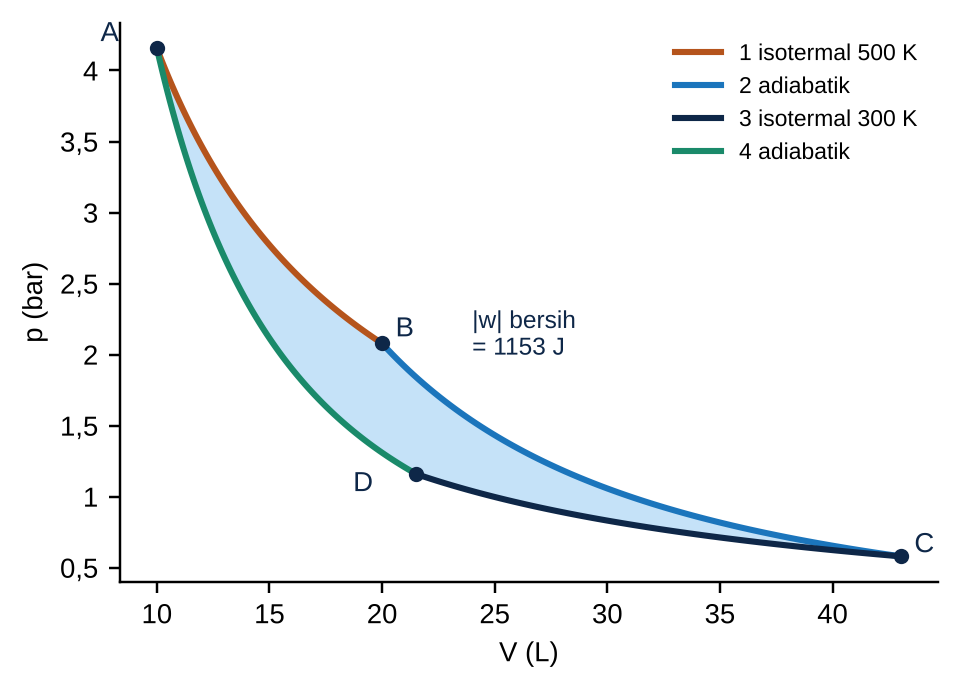 A
1 isotermal 500 K
2 adiabatik
3 isotermal 300 K
4 adiabatik
4
3,5
3
2,5
2
1,5
1
0,5
p (bar)
B
|w| bersih
= 1153 J
D
C
10
15
20
25
30
35
40
V (L)